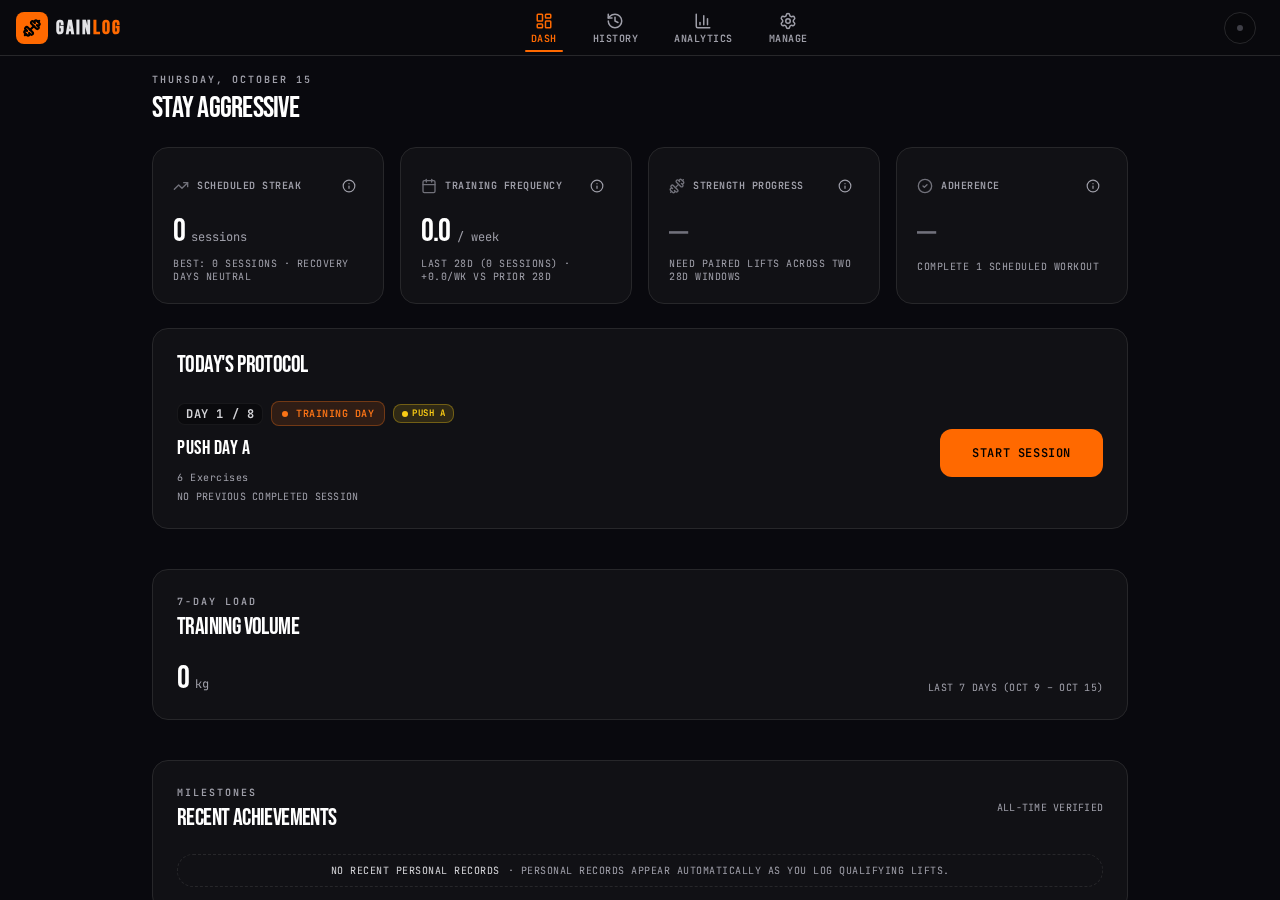 GAINLOG
DASH
HISTORY
ANALYTICS
MANAGE
THURSDAY, OCTOBER 15
STAY AGGRESSIVE
SCHEDULED STREAK
0 sessions
BEST: 0 SESSIONS · RECOVERY
DAYS NEUTRAL
TRAINING FREQUENCY
0.0 / week
LAST 28D (0 SESSIONS) ·
+0.0/WK VS PRIOR 28D
STRENGTH PROGRESS
—
NEED PAIRED LIFTS ACROSS TWO
28D WINDOWS
ADHERENCE
—
COMPLETE 1 SCHEDULED WORKOUT
TODAY'S PROTOCOL
DAY 1 / 8
TRAINING DAY
PUSH A
PUSH DAY A
6 Exercises
NO PREVIOUS COMPLETED SESSION
START SESSION
7-DAY LOAD
TRAINING VOLUME
0 kg
LAST 7 DAYS (OCT 9 – OCT 15)
MILESTONES
RECENT ACHIEVEMENTS
ALL-TIME VERIFIED
NO RECENT PERSONAL RECORDS · PERSONAL RECORDS APPEAR AUTOMATICALLY AS YOU LOG QUALIFYING LIFTS.